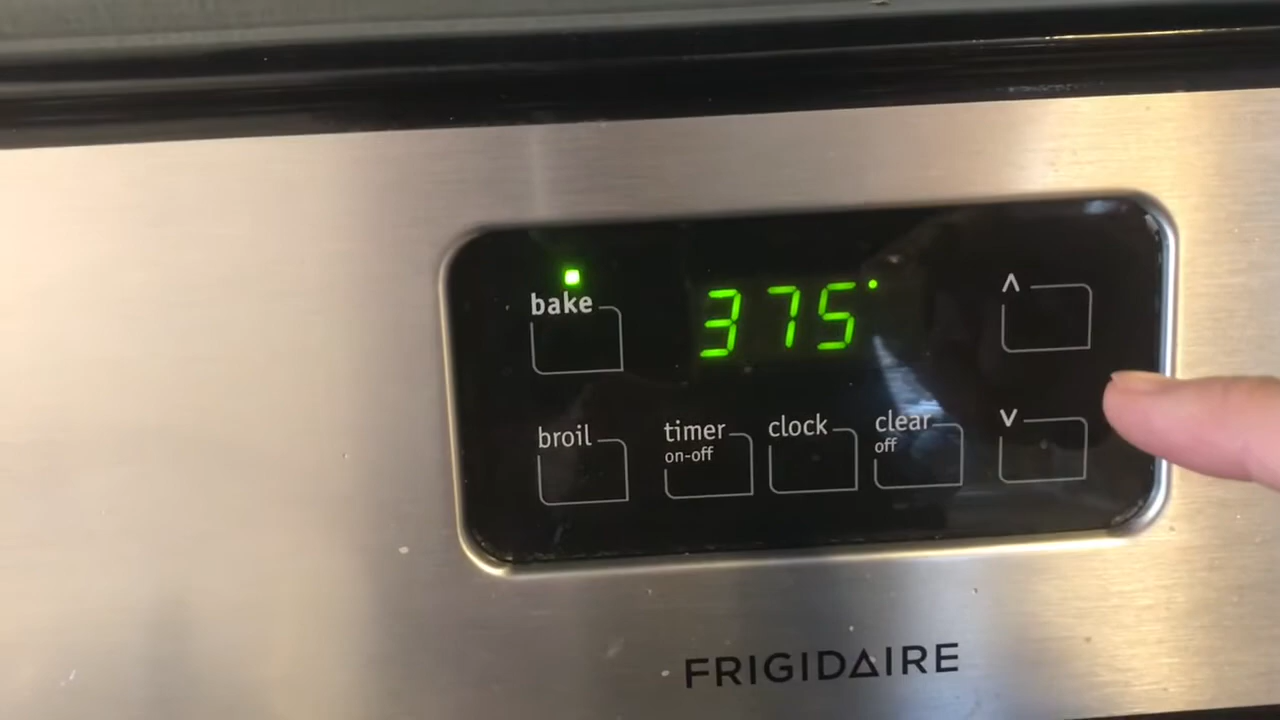 bake
375°
^
broil
timer
on-off
clock
clear
off
v
FRIGIDAIRE